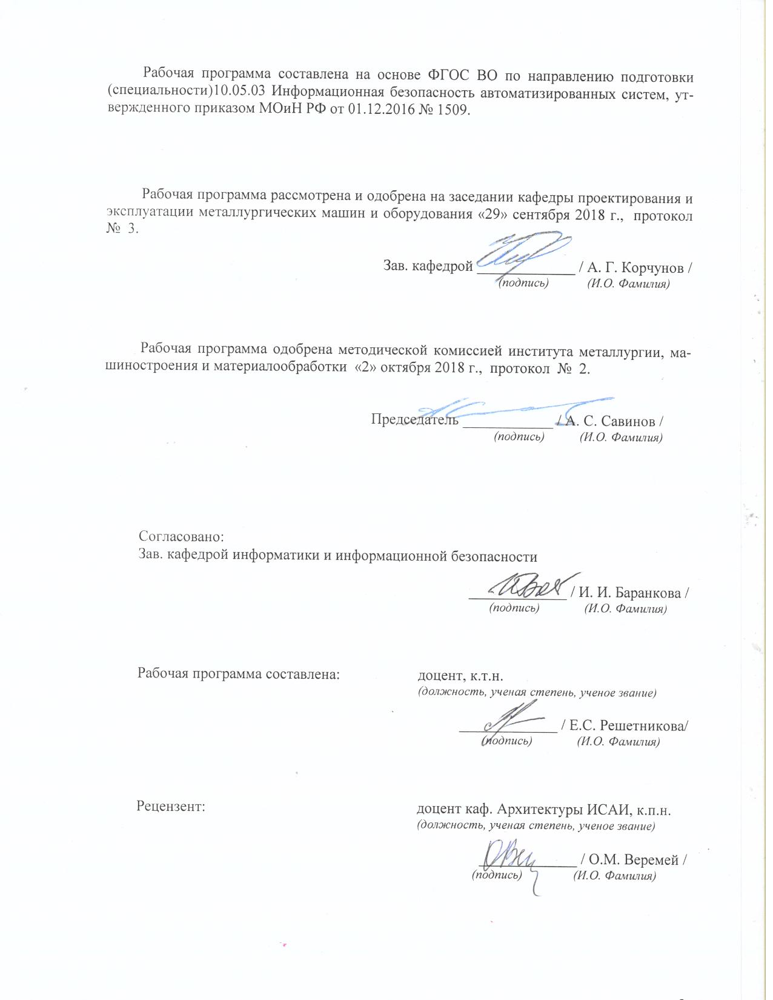 Рабочая программа составлена на основе ФГОС ВО по направлению подготовки
(специальности)10.05.03 Информационная безопасность автоматизированных систем, ут-
вержденного приказом МОиН РФ от 01.12.2016 № 1509.
Рабочая программа рассмотрена и одобрена на заседании кафедры проектирования и
эксплуатации металлургических машин и оборудования «29» сентября 2018 г., протокол
№ 3.
Зав. кафедрой _____________ / А. Г. Корчунов /
(подпись) (И.О. Фамилия)
Рабочая программа одобрена методической комиссией института металлургии, ма-
шиностроения и материалообработки «2» октября 2018 г., протокол № 2.
Председатель ____________ / А. С. Савинов /
(подпись) (И.О. Фамилия)
Согласовано:
Зав. кафедрой информатики и информационной безопасности
_____________ / И. И. Баранкова /
(подпись) (И.О. Фамилия)
Рабочая программа составлена: доцент, к.т.н.
(должность, ученая степень, ученое звание)
_____________ / Е.С. Решетникова/
(подпись) (И.О. Фамилия)
Рецензент: доцент каф. Архитектуры ИСАИ, к.п.н.
(должность, ученая степень, ученое звание)
_____________ / О.М. Веремей /
(подпись) (И.О. Фамилия)